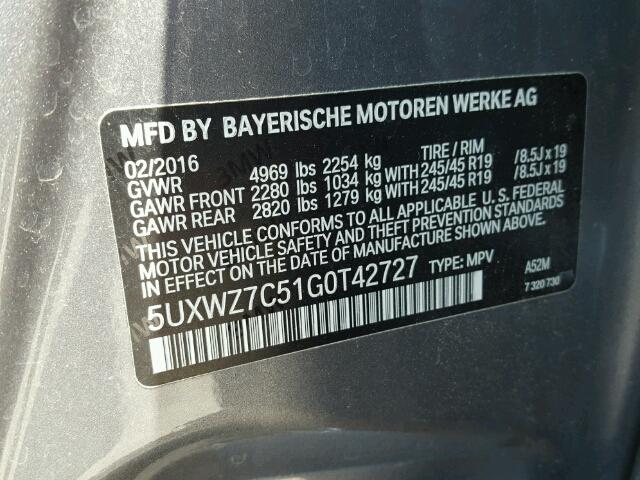 MFD BY BAYERISCHE MOTOREN WERKE AG
02/2016 TIRE / RIM
GVWR 4969 lbs 2254 kg
GAWR FRONT 2280 lbs 1034 kg WITH 245/45 R19 /8.5J x 19
GAWR REAR 2820 lbs 1279 kg WITH 245/45 R19 /8.5J x 19
THIS VEHICLE CONFORMS TO ALL APPLICABLE U. S. FEDERAL
MOTOR VEHICLE SAFETY AND THEFT PREVENTION STANDARDS
IN EFFECT ON THE DATE OF MANUFACTURE SHOWN ABOVE.
5UXWZ7C51G0T42727 TYPE: MPV A52M
7 320 730